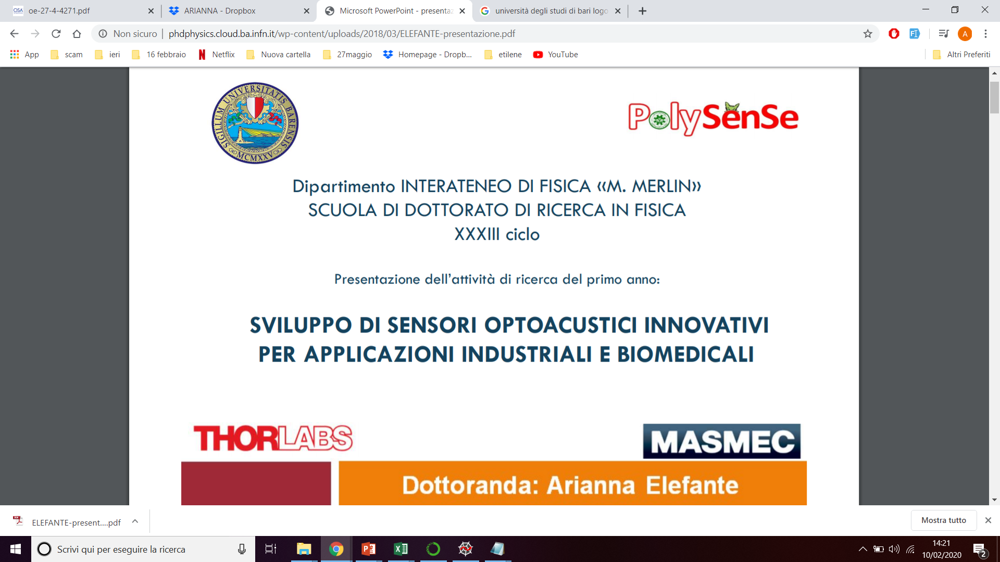 oe-27-4-4271.pdf
ARIANNA - Dropbox
Microsoft PowerPoint - presentaz
università degli studi di bari logo
Non sicuro | phdphysics.cloud.ba.infn.it/wp-content/uploads/2018/03/ELEFANTE-presentazione.pdf
A
App
scam
ieri
16 febbraio
Netflix
Nuova cartella
27maggio
Homepage - Dropb...
etilene
YouTube
Altri Preferiti
SIGILLUM UNIVERSITATIS BARENSIS
MCMXXV
PolySenSe
Dipartimento INTERATENEO DI FISICA «M. MERLIN»
SCUOLA DI DOTTORATO DI RICERCA IN FISICA
XXXIII ciclo
Presentazione dell'attività di ricerca del primo anno:
SVILUPPO DI SENSORI OPTOACUSTICI INNOVATIVI
PER APPLICAZIONI INDUSTRIALI E BIOMEDICALI
THORLABS
MASMEC
Dottoranda: Arianna Elefante
ELEFANTE-present....pdf
Mostra tutto
Scrivi qui per eseguire la ricerca
14:21
10/02/2020
2